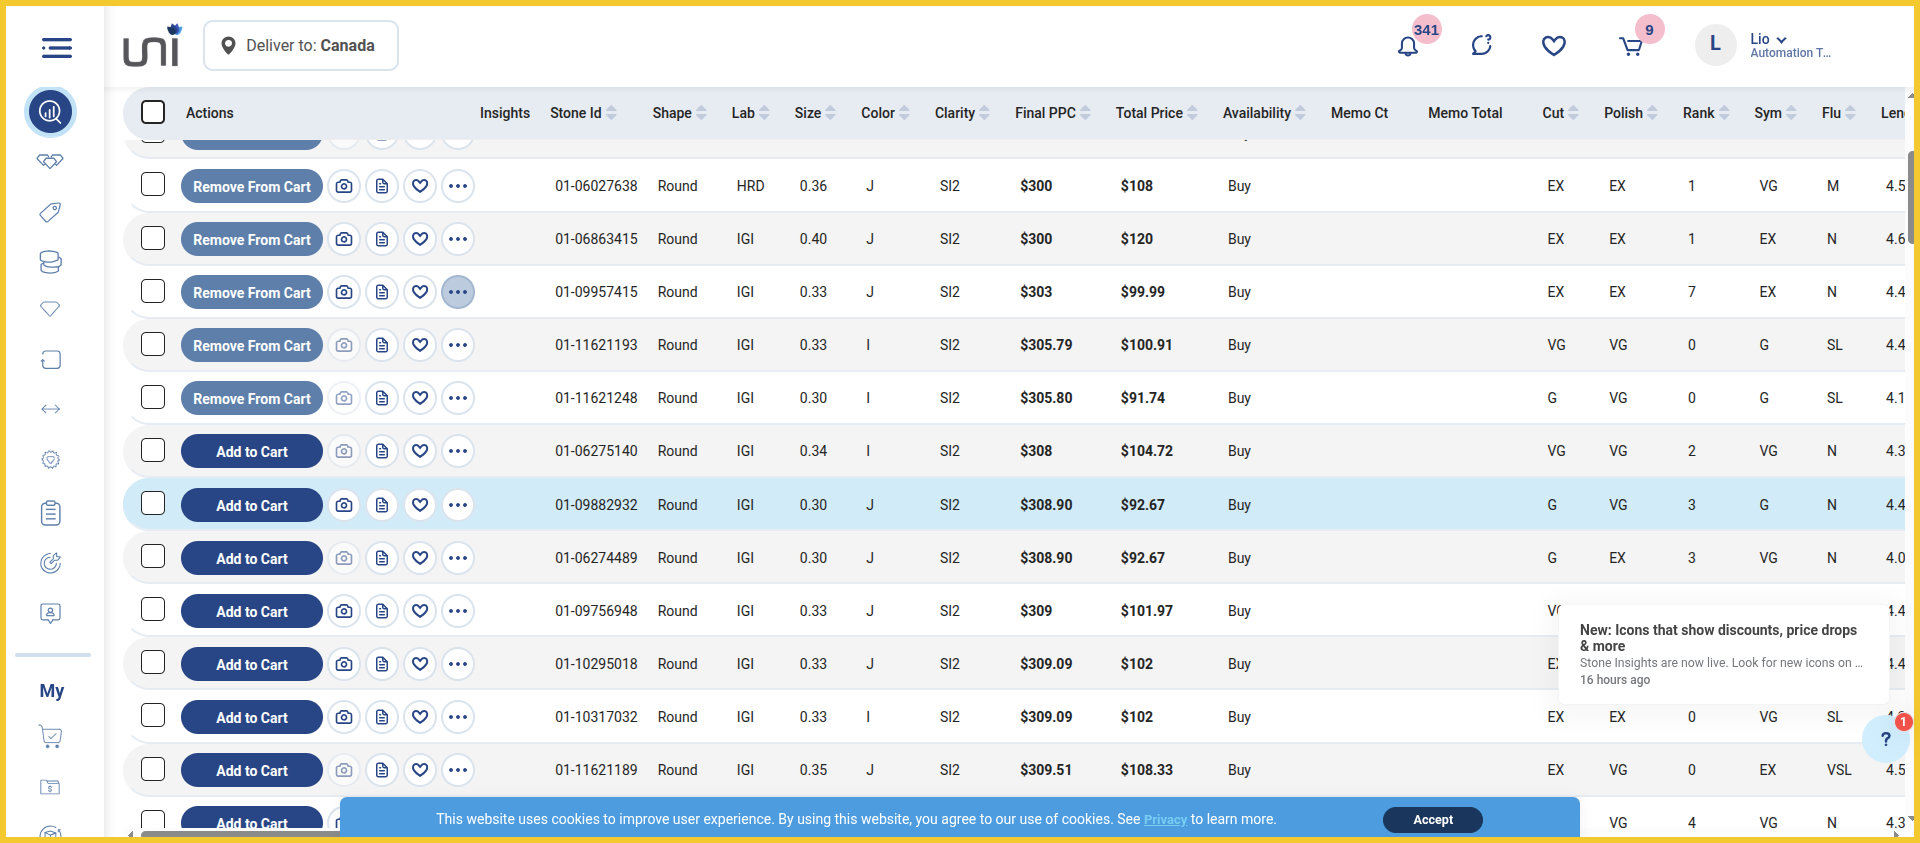 uni
Deliver to: Canada
341
9
L
Lio
Automation T...
Actions Insights Stone Id Shape Lab Size Color Clarity Final PPC Total Price Availability Memo Ct Memo Total Cut Polish Rank Sym Flu Len
Remove From Cart 01-06027638 Round HRD 0.36 J SI2 $300 $108 Buy EX EX 1 VG M 4.5
Remove From Cart 01-06863415 Round IGI 0.40 J SI2 $300 $120 Buy EX EX 1 EX N 4.6
Remove From Cart 01-09957415 Round IGI 0.33 J SI2 $303 $99.99 Buy EX EX 7 EX N 4.4
Remove From Cart 01-11621193 Round IGI 0.33 I SI2 $305.79 $100.91 Buy VG VG 0 G SL 4.4
Remove From Cart 01-11621248 Round IGI 0.30 I SI2 $305.80 $91.74 Buy G VG 0 G SL 4.1
Add to Cart 01-06275140 Round IGI 0.34 I SI2 $308 $104.72 Buy VG VG 2 VG N 4.3
Add to Cart 01-09882932 Round IGI 0.30 J SI2 $308.90 $92.67 Buy G VG 3 G N 4.4
Add to Cart 01-06274489 Round IGI 0.30 J SI2 $308.90 $92.67 Buy G EX 3 VG N 4.0
Add to Cart 01-09756948 Round IGI 0.33 J SI2 $309 $101.97 Buy 4.4
Add to Cart 01-10295018 Round IGI 0.33 J SI2 $309.09 $102 Buy 4.4
Add to Cart 01-10317032 Round IGI 0.33 I SI2 $309.09 $102 Buy EX EX 0 VG SL
Add to Cart 01-11621189 Round IGI 0.35 J SI2 $309.51 $108.33 Buy EX VG 0 EX VSL 4.5
Add to Cart VG 4 VG N 4.3
New: Icons that show discounts, price drops
& more
Stone Insights are now live. Look for new icons on ...
16 hours ago
My
1
?
This website uses cookies to improve user experience. By using this website, you agree to our use of cookies. See Privacy to learn more.
Accept